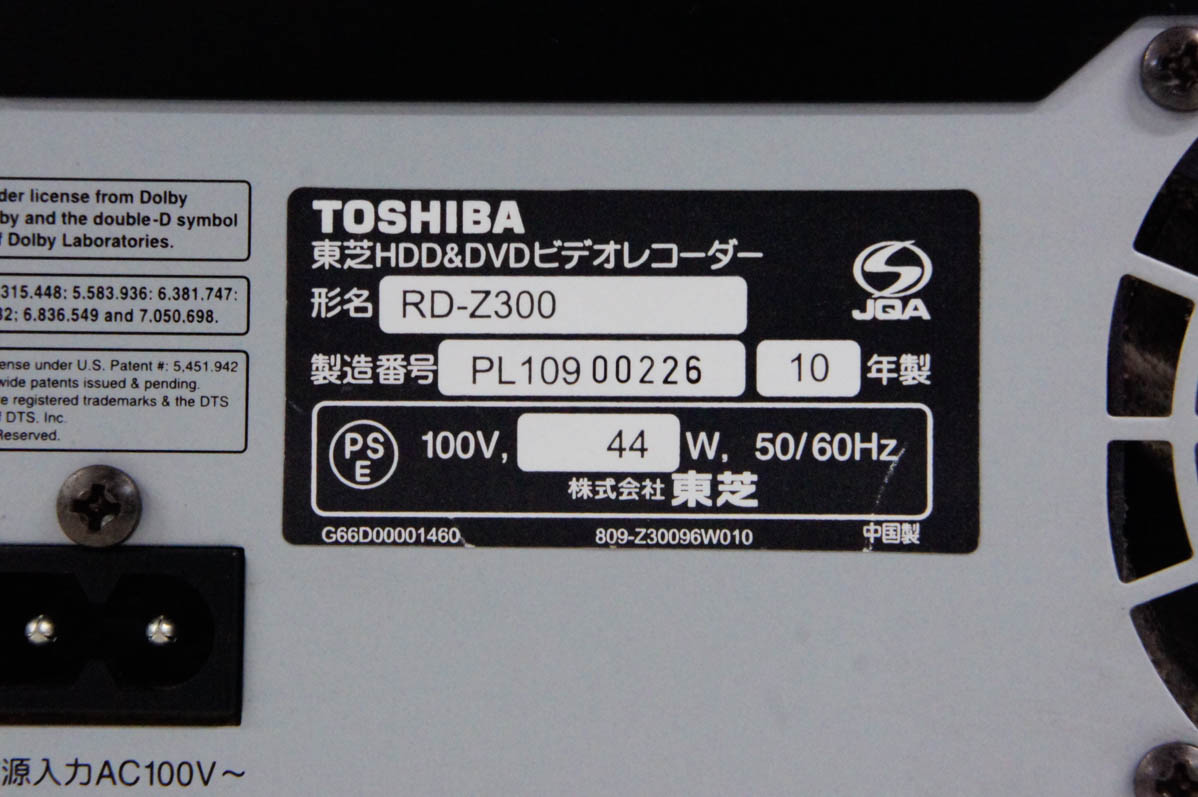 der license from Dolby
by and the double-D symbol
f Dolby Laboratories.
315.448; 5.583.936; 6.381.747;
32; 6.836.549 and 7.050.698.
ense under U.S. Patent #: 5,451.942
wide patents issued & pending.
e registered trademarks & the DTS
f DTS, Inc.
Reserved.
TOSHIBA
東芝HDD&DVDビデオレコーダー
形名 RD-Z300
JQA
製造番号 PL10900226 10 年製
PSE 100V, 44 W, 50/60Hz
株式会社 東芝
G66D00001460 809-Z30096W010 中国製
源入力AC100V～